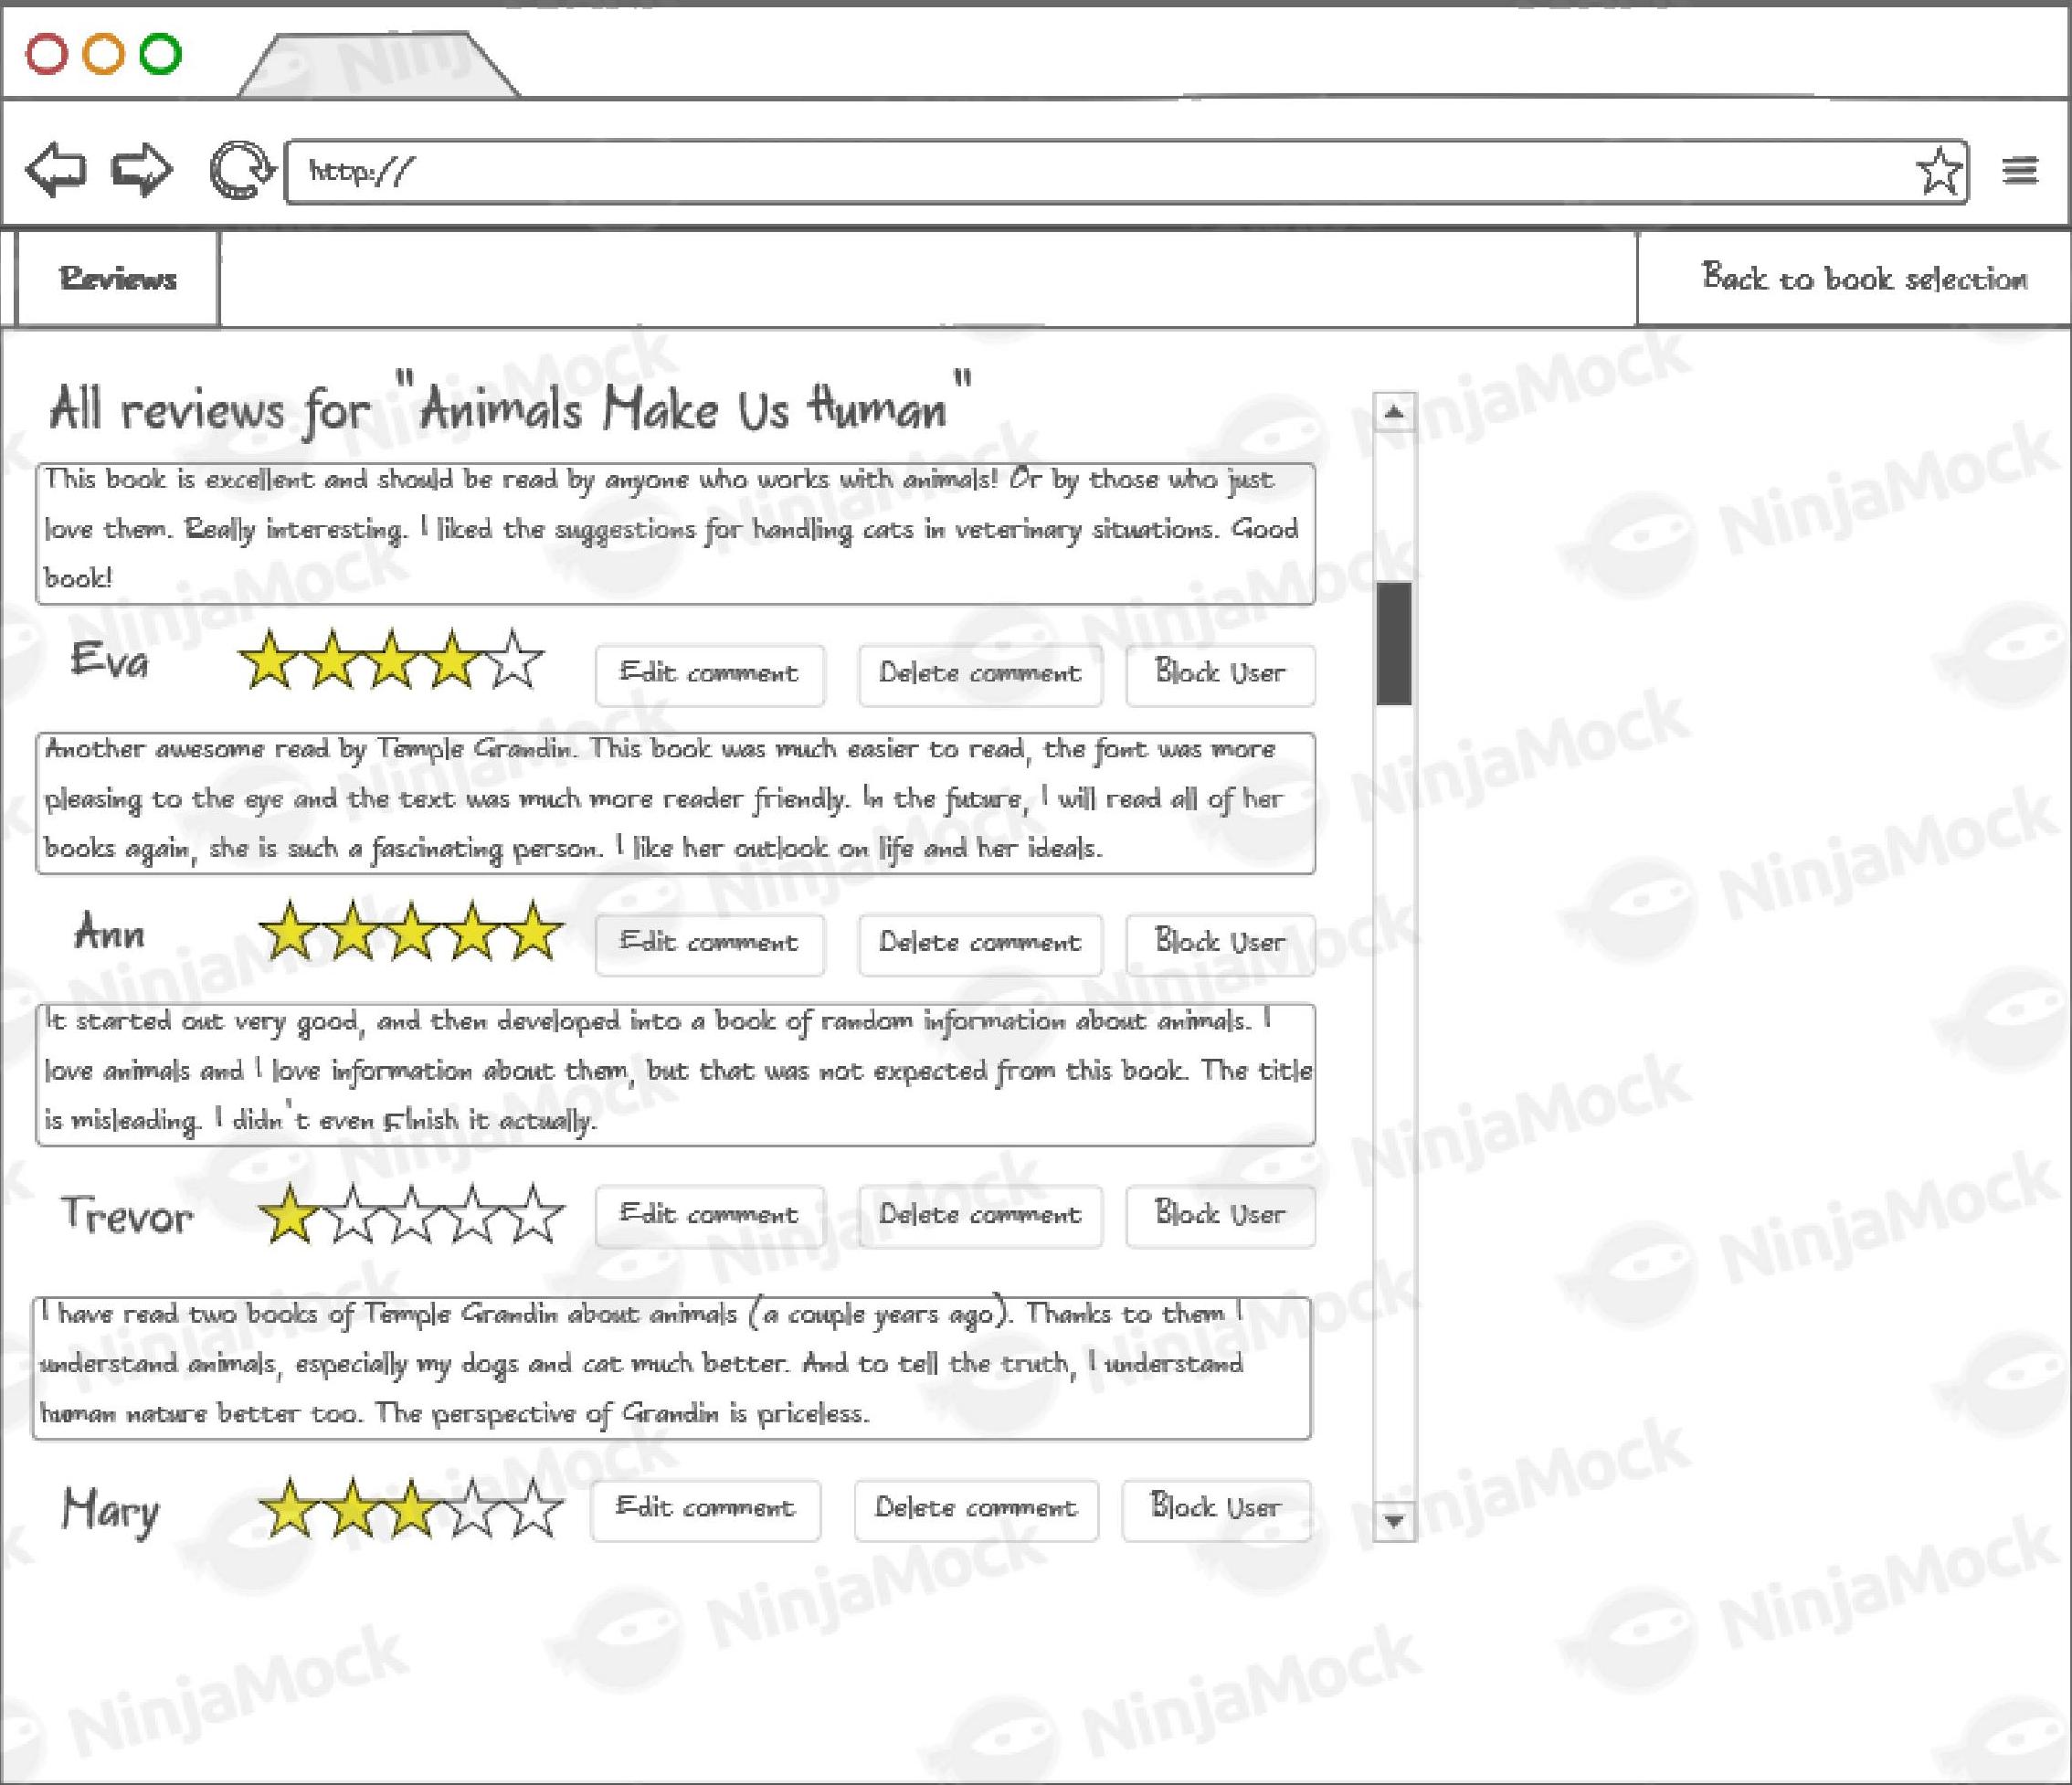 http://
Reviews
Back to book selection
All reviews for "Animals Make Us Human"
This book is excellent and should be read by anyone who works with animals! Or by those who just
love them. Really interesting. I liked the suggestions for handling cats in veterinary situations. Good
book!
Eva
Edit comment
Delete comment
Block User
Another awesome read by Temple Grandin. This book was much easier to read, the font was more
pleasing to the eye and the text was much more reader friendly. In the future, I will read all of her
books again, she is such a fascinating person. I like her outlook on life and her ideals.
Ann
Edit comment
Delete comment
Block User
It started out very good, and then developed into a book of random information about animals. I
love animals and I love information about them, but that was not expected from this book. The title
is misleading. I didn't even FInish it actually.
Trevor
Edit comment
Delete comment
Block User
I have read two books of Temple Grandin about animals (a couple years ago). Thanks to them I
understand animals, especially my dogs and cat much better. And to tell the truth, I understand
human nature better too. The perspective of Grandin is priceless.
Mary
Edit comment
Delete comment
Block User
NinjaMock